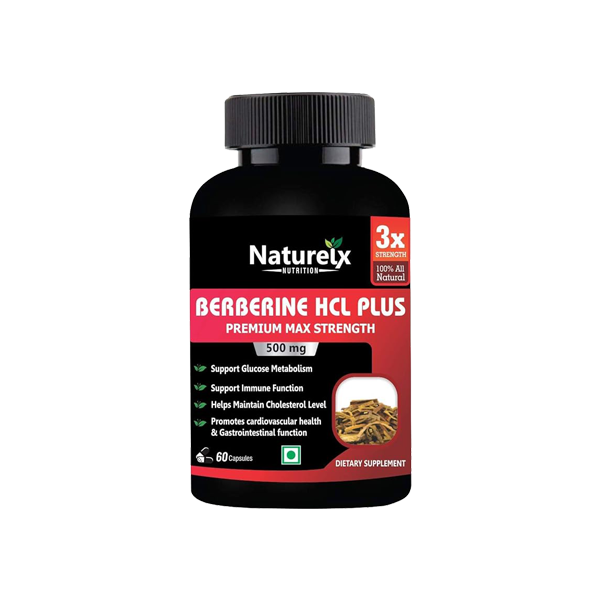 Natureix
NUTRITION
3x
STRENGTH
100% All
Natural
BERBERINE HCL PLUS
PREMIUM MAX STRENGTH
500 mg
Support Glucose Metabolism
Support Immune Function
Helps Maintain Cholesterol Level
Promotes cardiovascular health
& Gastrointestinal function
60 Capsules
DIETARY SUPPLEMENT